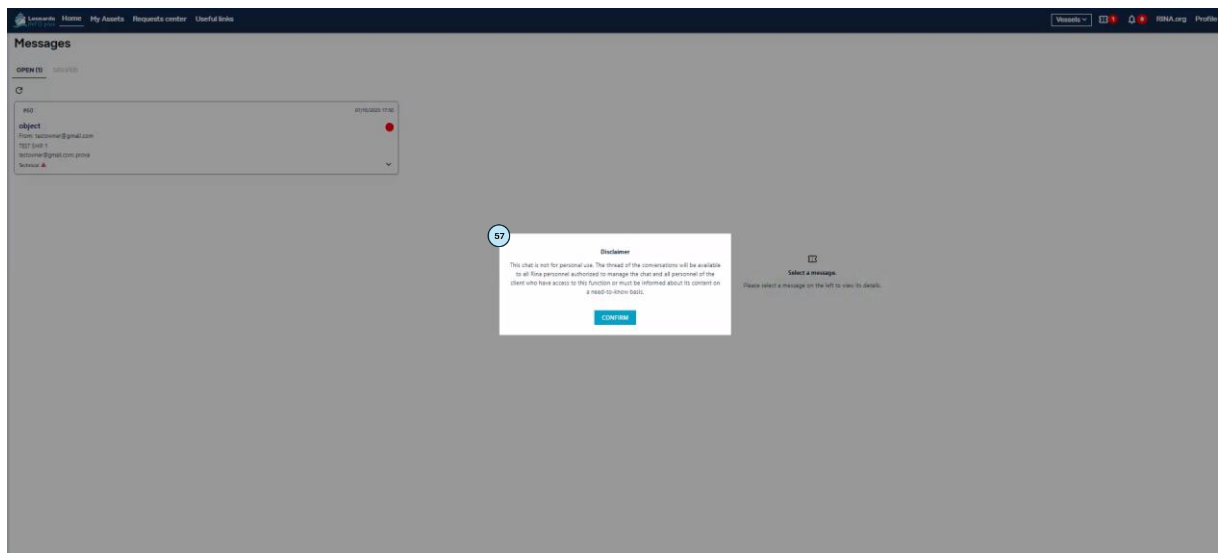 Leonardo Home My Assets Requests center Useful links Vessels 1 RINA.org Profile
Messages
OPEN (1)
#60 01/10/2025 17:30
object
From: testowner@gmail.com
TEST SHIP 1
testowner@gmail.com prova
Technical
57
Disclaimer
This chat is not for personal use. The thread of the conversations will be available
to all Rina personnel authorized to manage the chat and all personnel of the
client who have access to this function or must be informed about its content on
a need-to-know basis.
CONFIRM
Select a message.
Please select a message on the left to view its details.